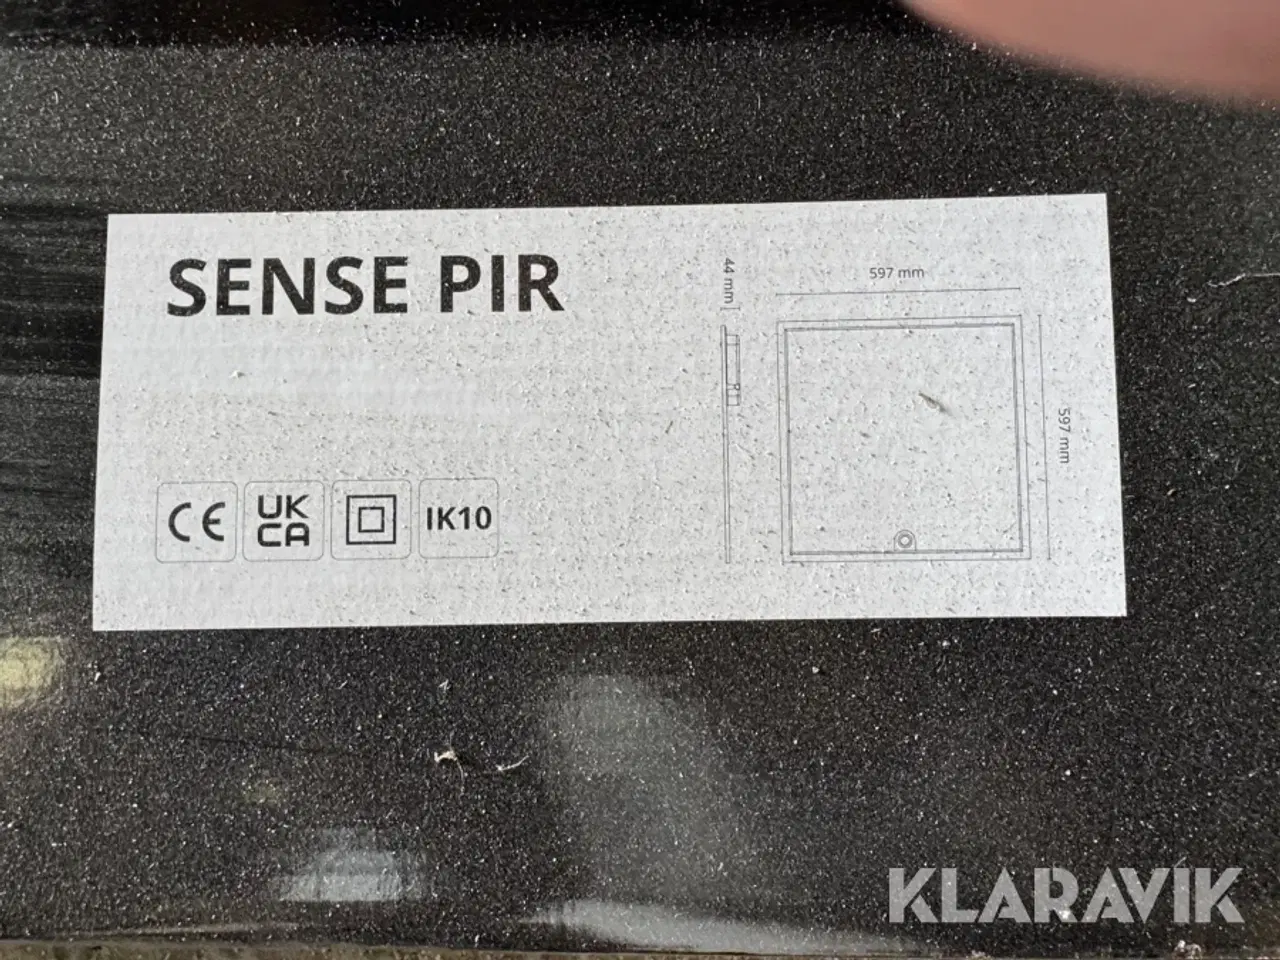 SENSE PIR
44 mm
597 mm
597 mm
CE
UK
CA
IK10
KLARAVIK